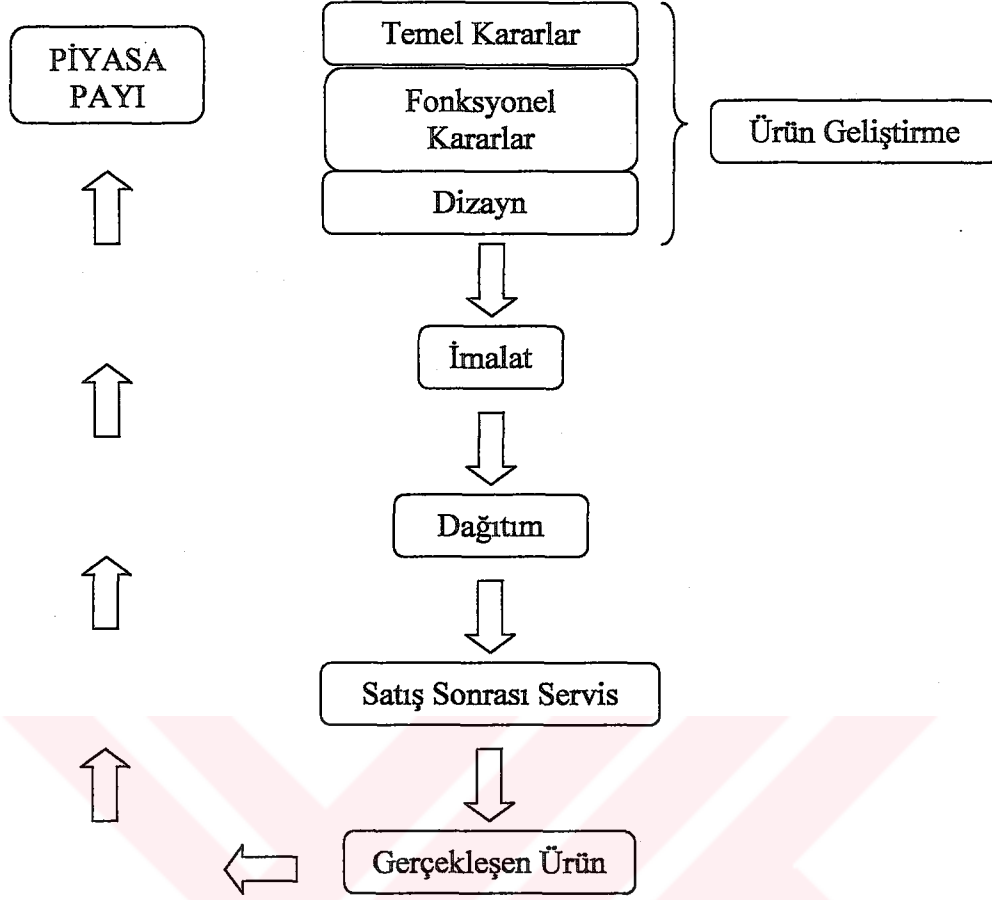 PİYASA
PAYI
Temel Kararlar
Fonksyonel
Kararlar
Dizayn
Ürün Geliştirme
İmalat
Dağıtım
Satış Sonrası Servis
Gerçekleşen Ürün